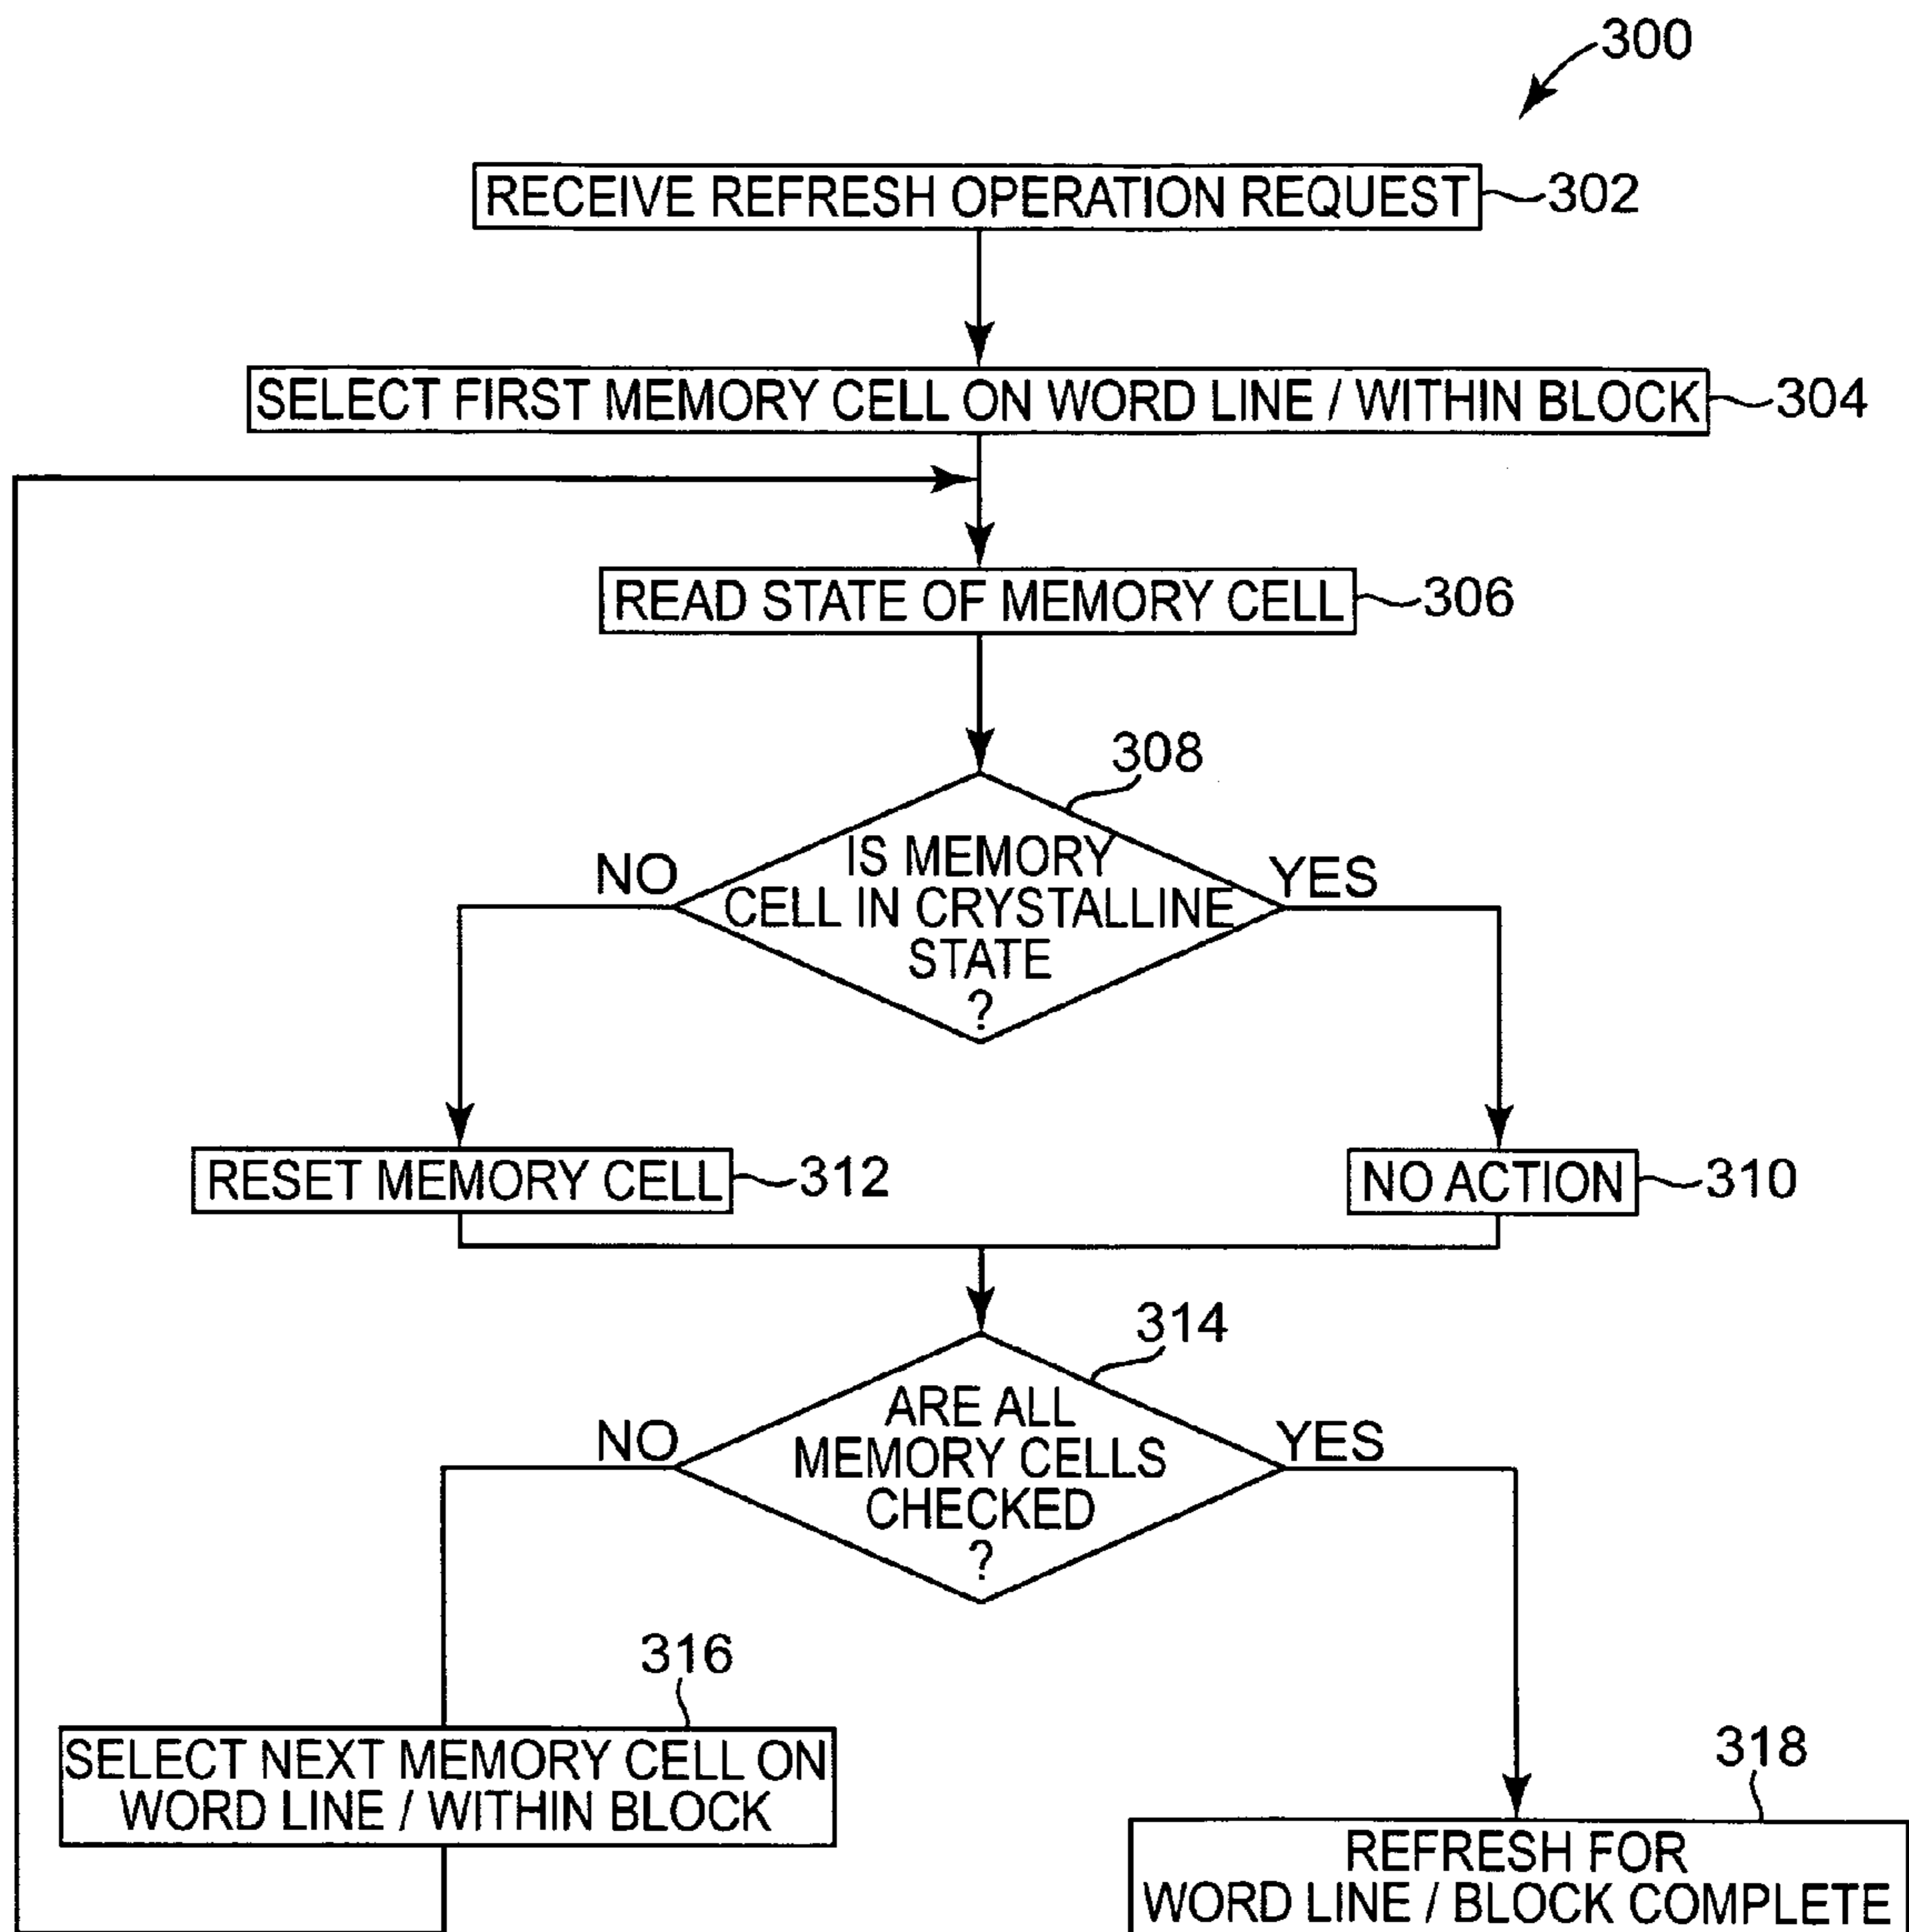 300
RECEIVE REFRESH OPERATION REQUEST 302
SELECT FIRST MEMORY CELL ON WORD LINE / WITHIN BLOCK 304
READ STATE OF MEMORY CELL 306
308
IS MEMORY
CELL IN CRYSTALLINE
STATE
?
NO
YES
RESET MEMORY CELL 312
NO ACTION 310
314
ARE ALL
MEMORY CELLS
CHECKED
?
NO
YES
316
SELECT NEXT MEMORY CELL ON
WORD LINE / WITHIN BLOCK
318
REFRESH FOR
WORD LINE / BLOCK COMPLETE